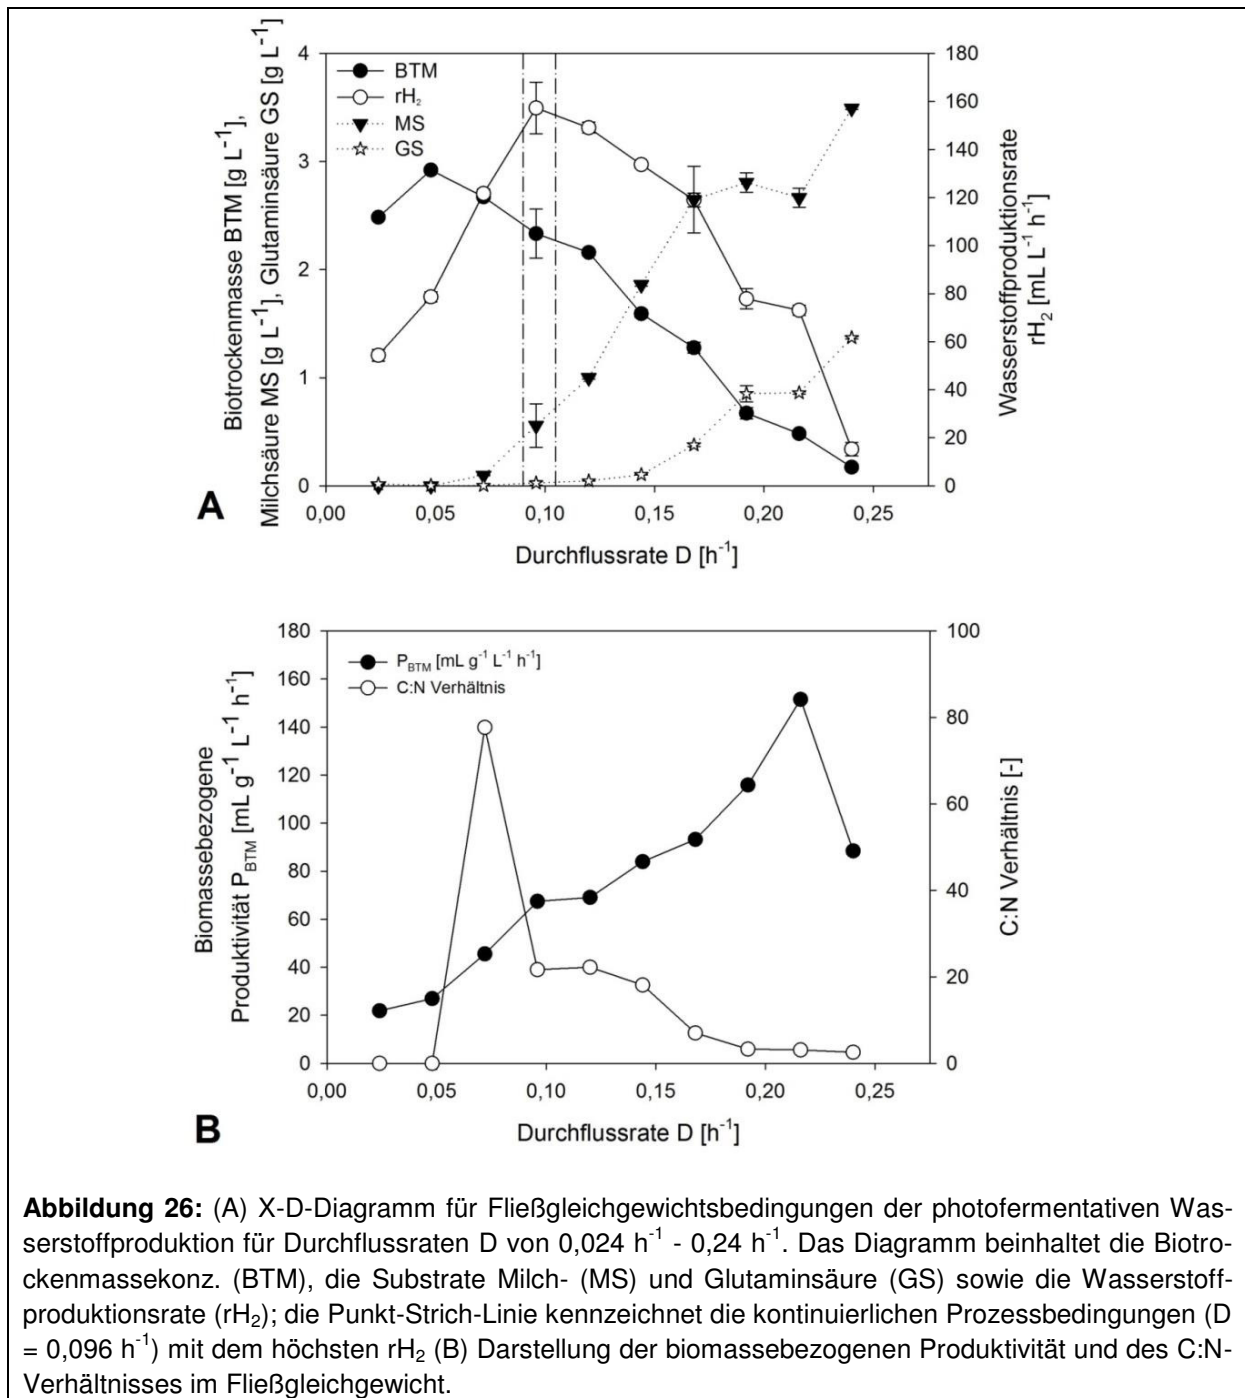 Biotrockenmasse BTM [g L⁻¹],
Milchsäure MS [g L⁻¹], Glutaminsäure GS [g L⁻¹]
4
3
2
1
0
BTM
rH₂
MS
GS
180
160
140
120
100
80
60
40
20
0
Wasserstoffproduktionsrate
rH₂ [mL L⁻¹ h⁻¹]
A
0,00 0,05 0,10 0,15 0,20 0,25
Durchflussrate D [h⁻¹]
Biomassebezogene
Produktivität P_BTM [mL g⁻¹ L⁻¹ h⁻¹]
180
160
140
120
100
80
60
40
20
0
P_BTM [mL g⁻¹ L⁻¹ h⁻¹]
C:N Verhältnis
100
80
60
40
20
0
C:N Verhältnis [-]
0,00 0,05 0,10 0,15 0,20 0,25
B
Durchflussrate D [h⁻¹]
Abbildung 26: (A) X-D-Diagramm für Fließgleichgewichtsbedingungen der photofermentativen Was-
serstoffproduktion für Durchflussraten D von 0,024 h⁻¹ - 0,24 h⁻¹. Das Diagramm beinhaltet die Biotro-
ckenmassekonz. (BTM), die Substrate Milch- (MS) und Glutaminsäure (GS) sowie die Wasserstoff-
produktionsrate (rH₂); die Punkt-Strich-Linie kennzeichnet die kontinuierlichen Prozessbedingungen (D
= 0,096 h⁻¹) mit dem höchsten rH₂ (B) Darstellung der biomassebezogenen Produktivität und des C:N-
Verhältnisses im Fließgleichgewicht.